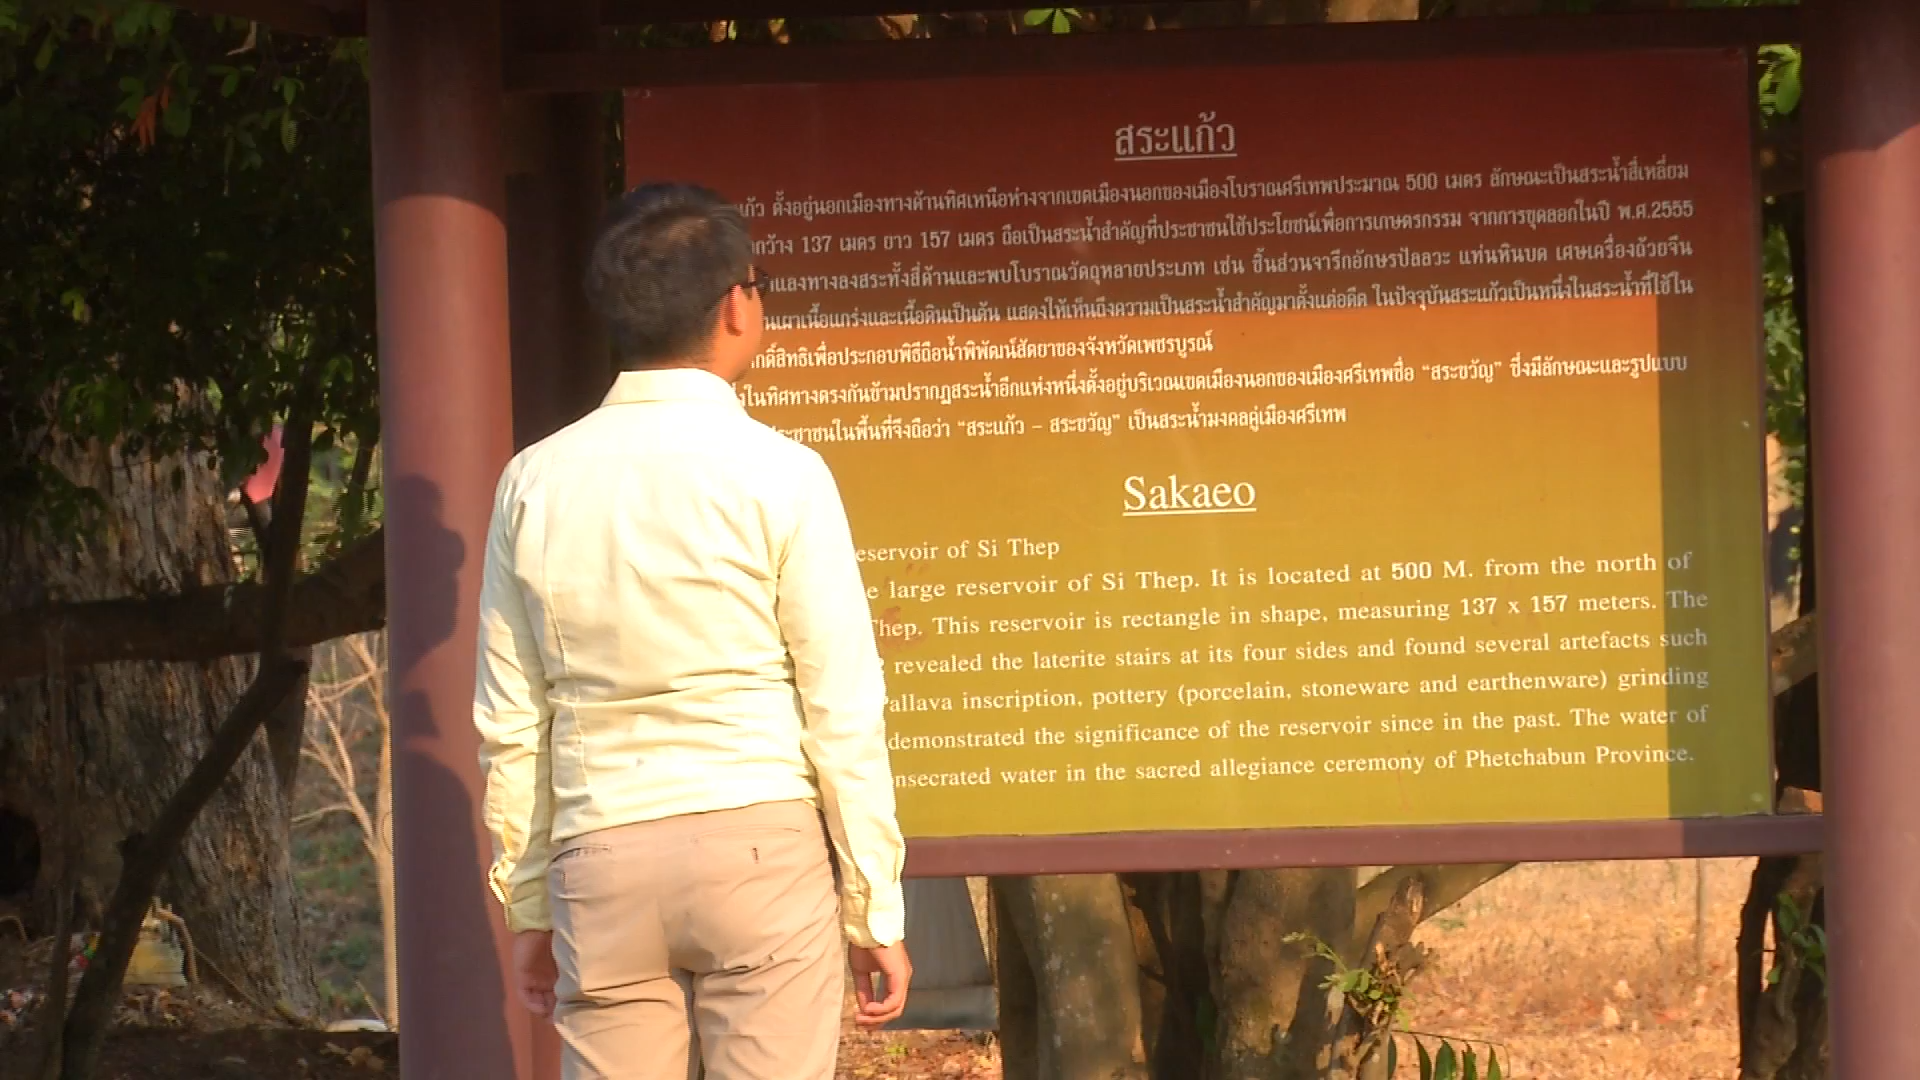 สระแก้ว
แก้ว ตั้งอยู่นอกเมืองทางด้านทิศเหนือห่างจากเขตเมืองนอกของเมืองโบราณศรีเทพประมาณ 500 เมตร ลักษณะเป็นสระน้ำสี่เหลี่ยม
กว้าง 137 เมตร ยาว 157 เมตร ถือเป็นสระน้ำสำคัญที่ประชาชนใช้ประโยชน์เพื่อการเกษตรกรรม จากการขุดลอกในปี พ.ศ.2555
แลงทางลงสระทั้งสี่ด้านและพบโบราณวัตถุหลายประเภท เช่น ชิ้นส่วนจารึกอักษรปัลลวะ แท่นหินบด เศษเครื่องถ้วยจีน
นเผาเนื้อแกร่งและเนื้อดินเป็นต้น แสดงให้เห็นถึงความเป็นสระน้ำสำคัญมาตั้งแต่อดีต ในปัจจุบันสระแก้วเป็นหนึ่งในสระน้ำที่ใช้ใน
กดิ์สิทธิเพื่อประกอบพิธีถือน้ำพิพัฒน์สัตยาของจังหวัดเพชรบูรณ์
ในทิศทางตรงกันข้ามปรากฏสระน้ำอีกแห่งหนึ่งตั้งอยู่บริเวณเขตเมืองนอกของเมืองศรีเทพชื่อ “สระขวัญ” ซึ่งมีลักษณะและรูปแบบ
ประชาชนในพื้นที่จึงถือว่า “สระแก้ว – สระขวัญ” เป็นสระน้ำมงคลคู่เมืองศรีเทพ
Sakaeo
eservoir of Si Thep
e large reservoir of Si Thep. It is located at 500 M. from the north of
Thep. This reservoir is rectangle in shape, measuring 137 x 157 meters. The
revealed the laterite stairs at its four sides and found several artefacts such
Pallava inscription, pottery (porcelain, stoneware and earthenware) grinding
demonstrated the significance of the reservoir since in the past. The water of
nsecrated water in the sacred allegiance ceremony of Phetchabun Province.